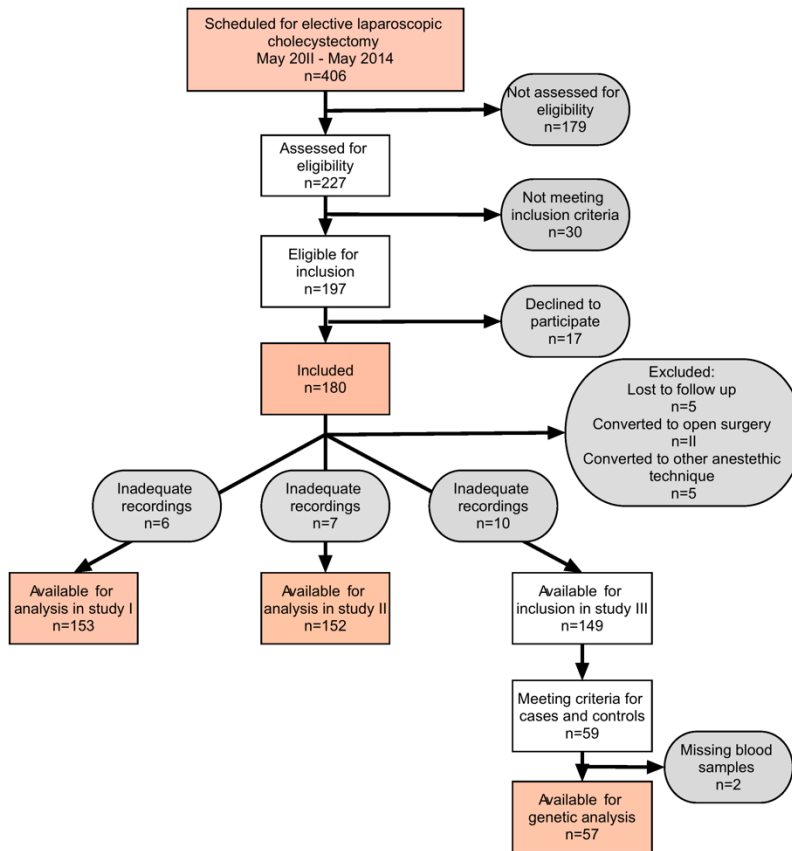 Scheduled for elective laparoscopic
cholecystectomy
May 20II - May 2014
n=406
Not assessed for
eligibility
n=179
Assessed for
eligibility
n=227
Not meeting
inclusion criteria
n=30
Eligible for
inclusion
n=197
Declined to
participate
n=17
Included
n=180
Excluded:
Lost to follow up
n=5
Converted to open surgery
n=II
Converted to other anestethic
technique
n=5
Inadequate
recordings
n=6
Inadequate
recordings
n=7
Inadequate
recordings
n=10
Available for
analysis in study I
n=153
Available for
analysis in study II
n=152
Available for
inclusion in study III
n=149
Meeting criteria for
cases and controls
n=59
Missing blood
samples
n=2
Available for
genetic analysis
n=57